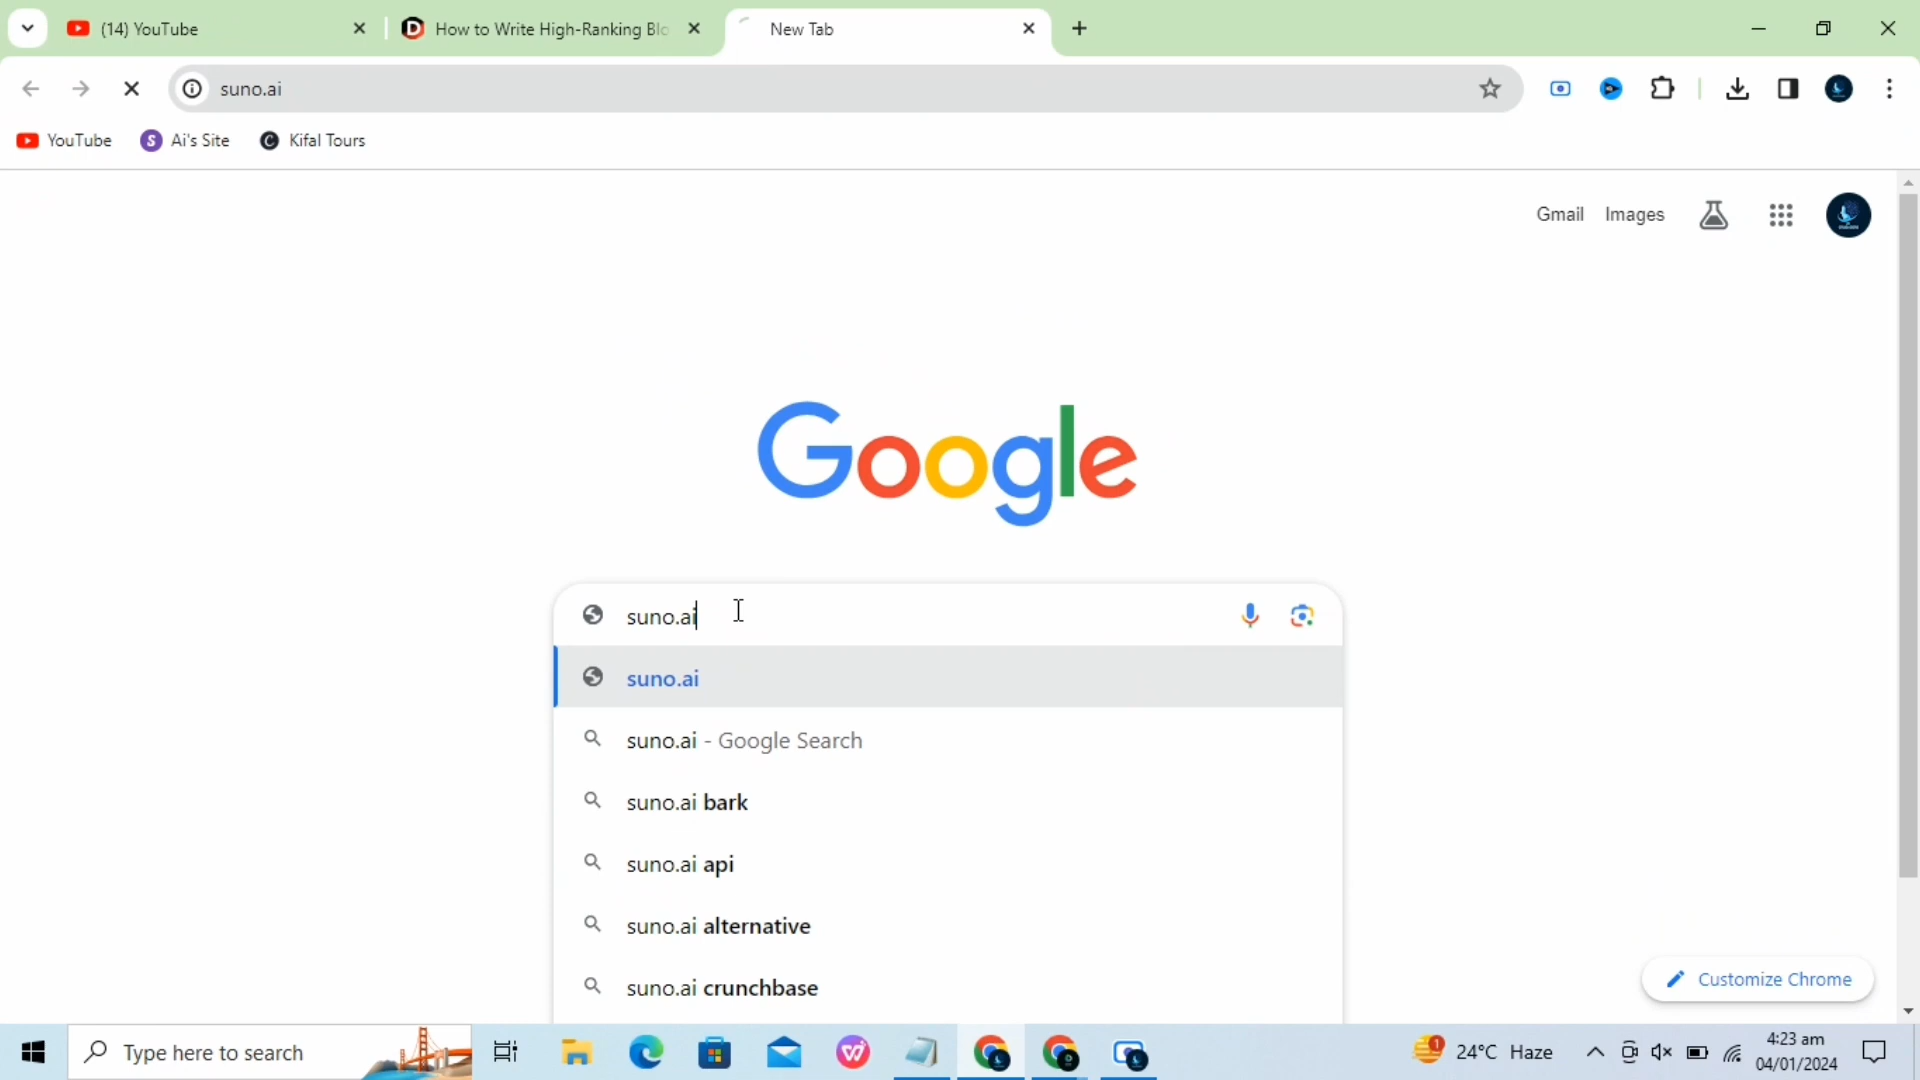 (14) YouTube
How to Write High-Ranking Blo
New Tab
suno.ai
YouTube
Ai's Site
Kifal Tours
Gmail
Images
Google
suno.ai
suno.ai
suno.ai - Google Search
suno.ai bark
suno.ai api
suno.ai alternative
suno.ai crunchbase
Customize Chrome
Type here to search
1
24°C Haze
4:23 am
04/01/2024